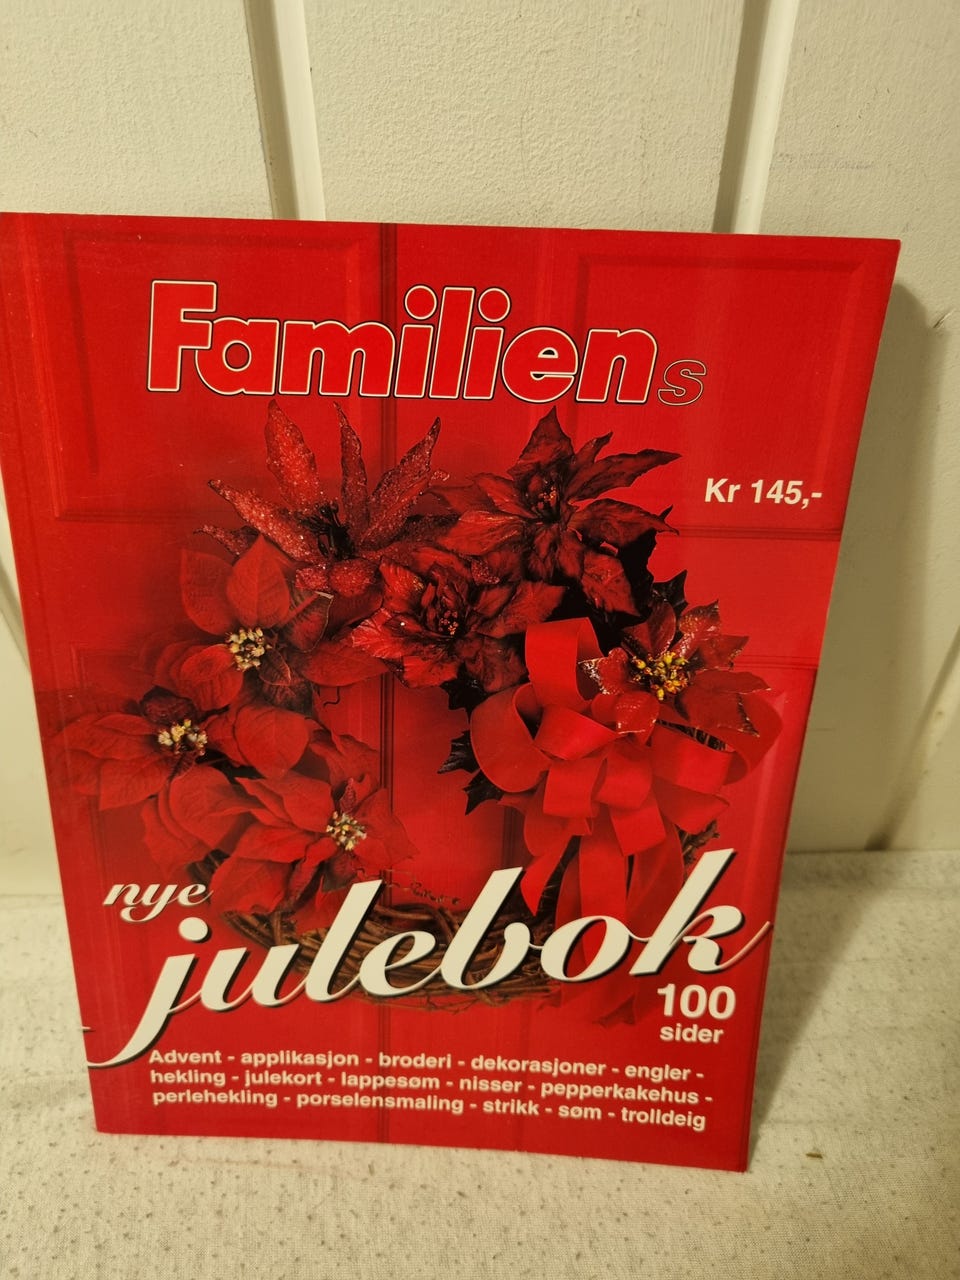 Familiens
Kr 145,-
nye
julebok
100
sider
Advent - applikasjon - broderi - dekorasjoner - engler -
hekling - julekort - lappesøm - nisser - pepperkakehus -
perlehekling - porselensmaling - strikk - søm - trolldeig